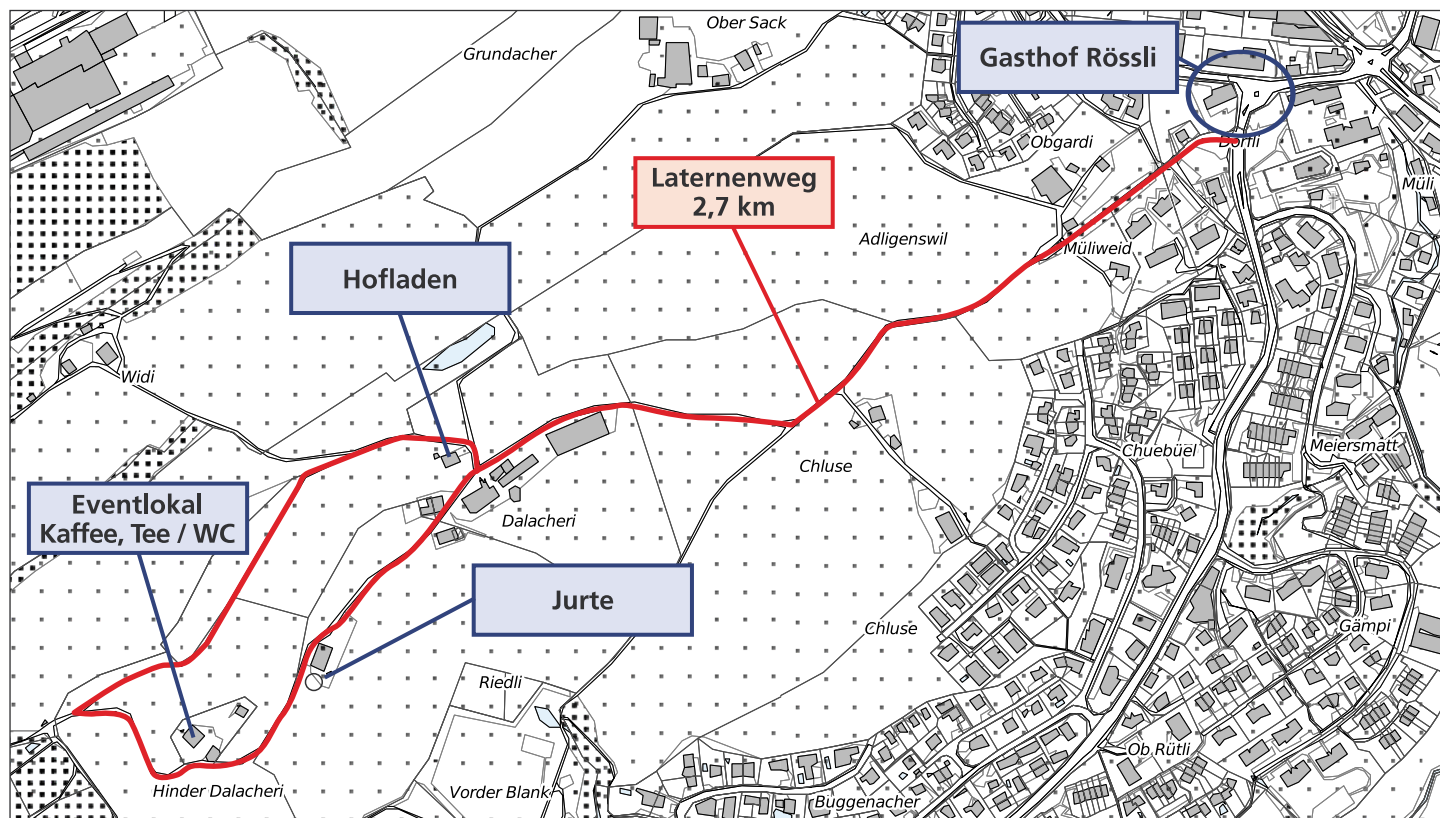 Ober Sack
Grundacher
Gasthof Rössli
Obgardi
Dörfli
Laternenweg
2,7 km
Müli
Adligenswil
Müliweid
Hofladen
Widi
Chuebüel
Meiersmatt
Chluse
Eventlokal
Kaffee, Tee / WC
Dalacheri
Jurte
Chluse
Gämpi
Riedli
Ob.Rütli
Hinder Dalacheri
Vorder Blank
Buggenacher